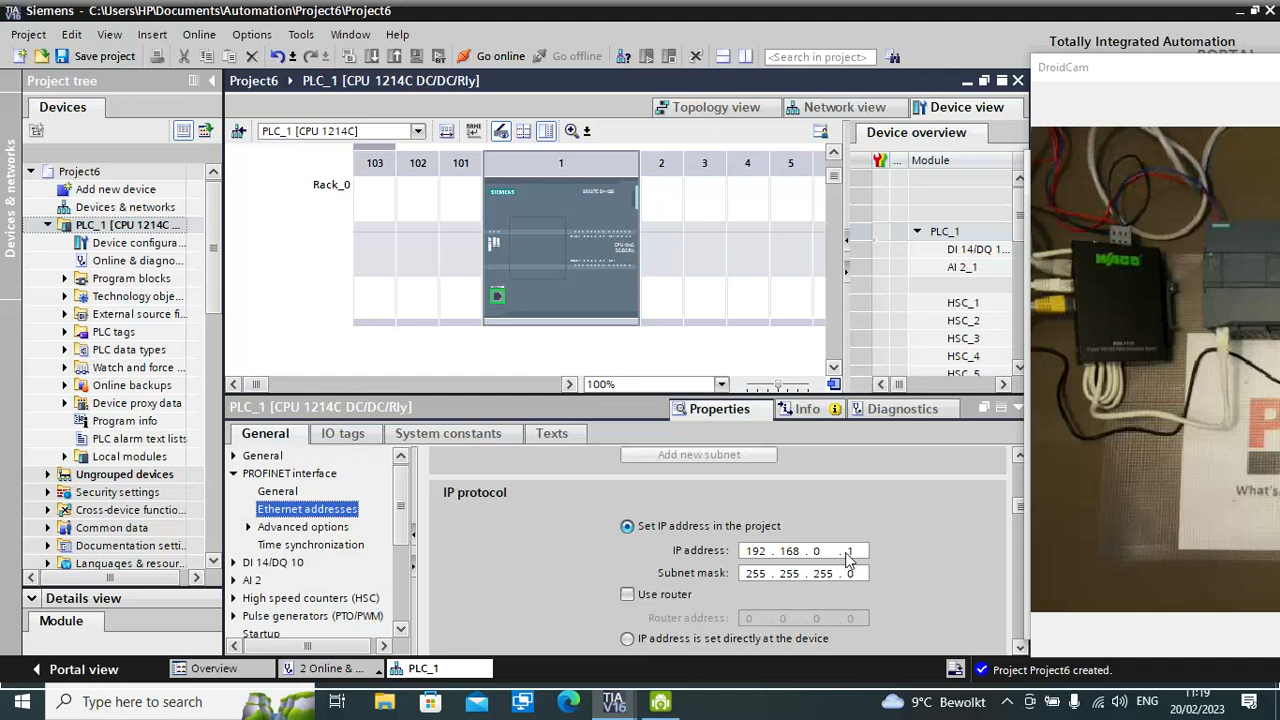 Siemens - C:\Users\HP\Documents\Automation\Project6\Project6
Project Edit View Insert Online Options Tools Window Help
Totally Integrated Automation
PORTAL
Save project
Go online
Go offline
<Search in project>
Project tree
Project6 PLC_1 [CPU 1214C DC/DC/Rly]
DroidCam
Devices
Topology view
Network view
Device view
PLC_1 [CPU 1214C]
Device overview
Devices & networks
103 102 101 1 2 3 4 5
... Module
Rack_0
Project6
Add new device
Devices & networks
PLC_1 [CPU 1214C ...
Device configura...
Online & diagno...
Program blocks
Technology obje...
External source fi...
PLC tags
PLC data types
Watch and force ...
Online backups
Device proxy data
Program info
PLC alarm text lists
Local modules
Ungrouped devices
Security settings
Cross-device functio...
Common data
Documentation setti...
Languages & resour...
SIEMENS
PLC_1
DI 14/DQ 1...
AI 2_1
HSC_1
HSC_2
HSC_3
HSC_4
HSC_5
WACO
What's
100%
PLC_1 [CPU 1214C DC/DC/Rly]
Properties
Info
Diagnostics
General
IO tags
System constants
Texts
General
PROFINET interface
General
Ethernet addresses
Advanced options
Time synchronization
DI 14/DQ 10
AI 2
High speed counters (HSC)
Pulse generators (PTO/PWM)
Startup
Add new subnet
IP protocol
Set IP address in the project
IP address: 192 . 168 . 0 . 1
Subnet mask: 255 . 255 . 255 . 0
Use router
Router address: 0 . 0 . 0 . 0
IP address is set directly at the device
Details view
Module
Portal view
Overview
2 Online & ...
PLC_1
Project Project6 created.
Type here to search
TIA
V16
9°C Bewolkt
ENG
11:19
20/02/2023